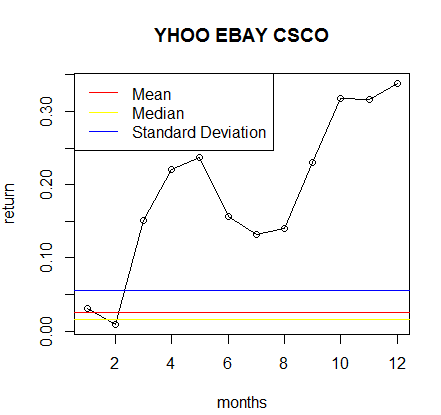 YHOO EBAY CSCO
Mean
Median
Standard Deviation
return
0.30
0.20
0.10
0.00
2 4 6 8 10 12
months